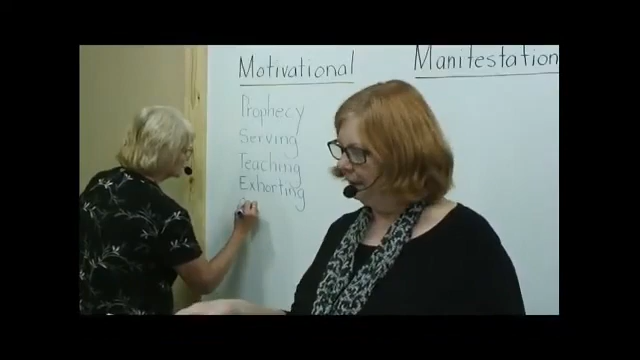 Motivational
Manifestation
Prophecy
Serving
Teaching
Exhorting